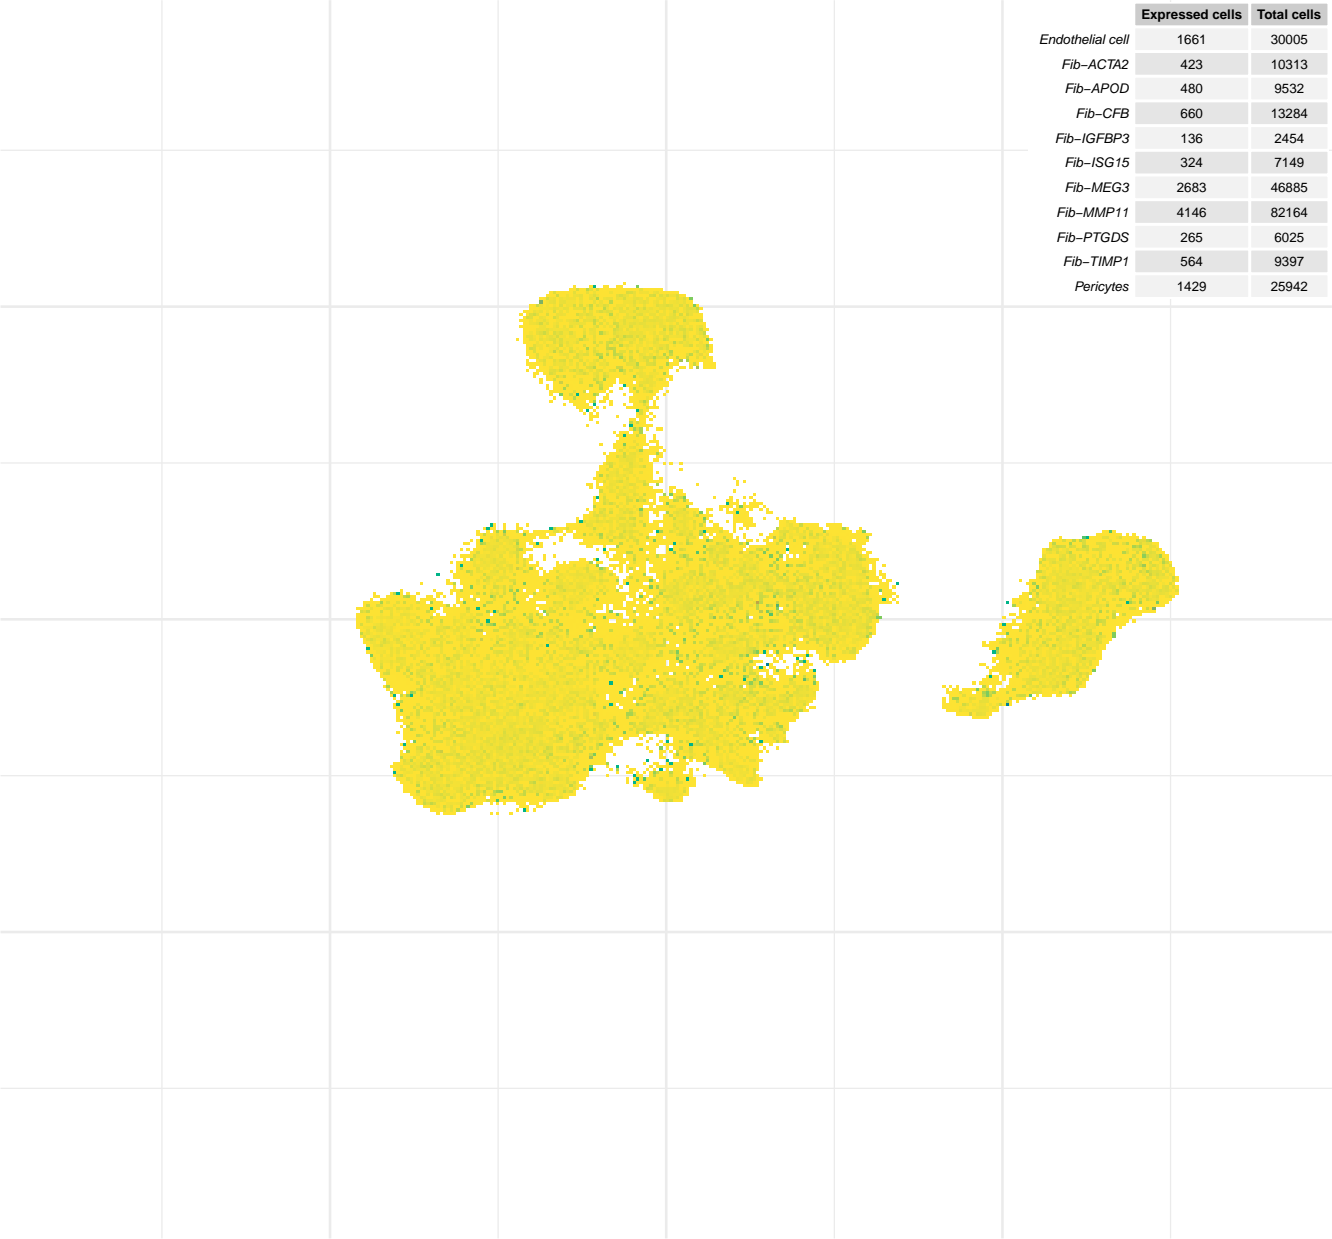 Expressed cells Total cells
Endothelial cell 1661 30005
Fib−ACTA2 423 10313
Fib−APOD 480 9532
Fib−CFB 660 13284
Fib−IGFBP3 136 2454
Fib−ISG15 324 7149
Fib−MEG3 2683 46885
Fib−MMP11 4146 82164
Fib−PTGDS 265 6025
Fib−TIMP1 564 9397
Pericytes 1429 25942